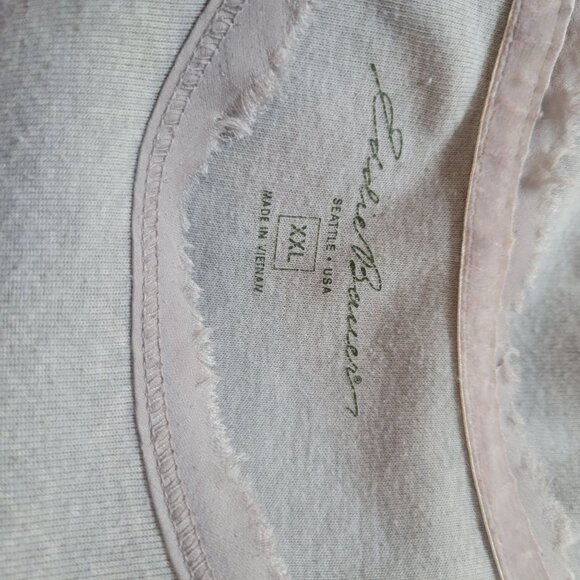 Eddie Bauer®
SEATTLE • USA
XXL
MADE IN VIETNAM